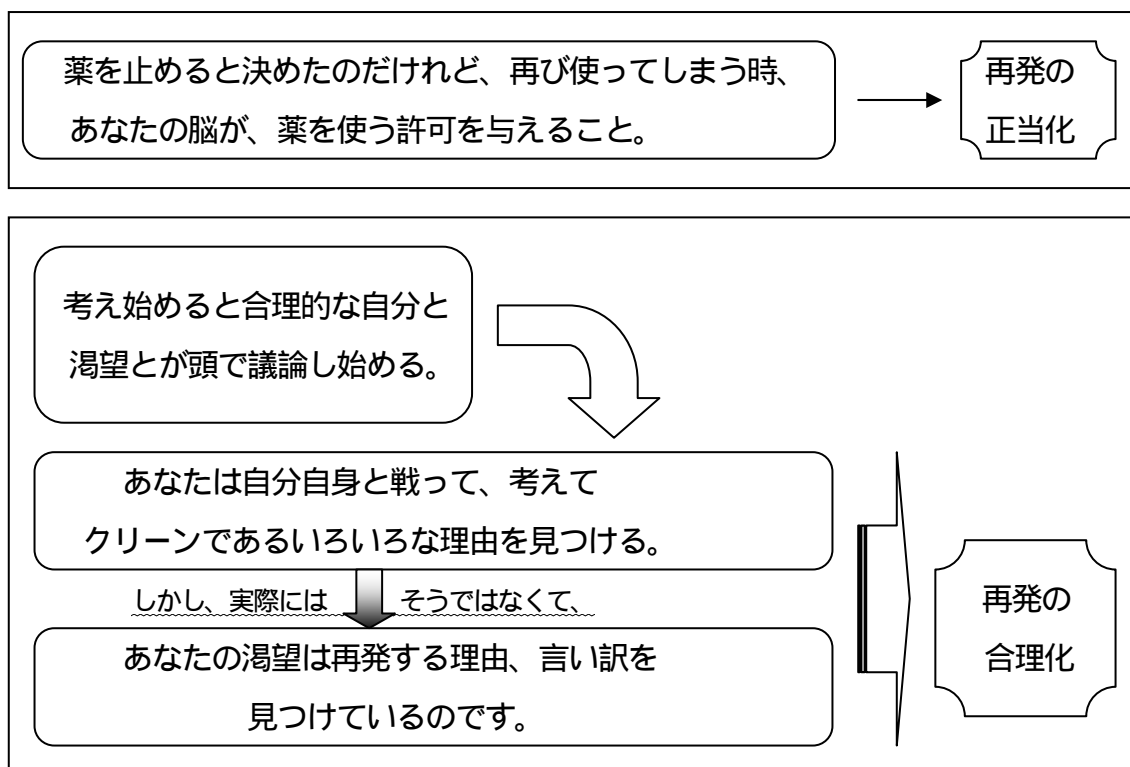 薬を止めると決めたのだけれど、再び使ってしまう時、
あなたの脳が、薬を使う許可を与えること。
再発の
正当化
考え始めると合理的な自分と
渇望とが頭で議論し始める。
あなたは自分自身と戦って、考えて
クリーンであるいろいろな理由を見つける。
しかし、実際には そうではなくて、
あなたの渇望は再発する理由、言い訳を
見つけているのです。
再発の
合理化